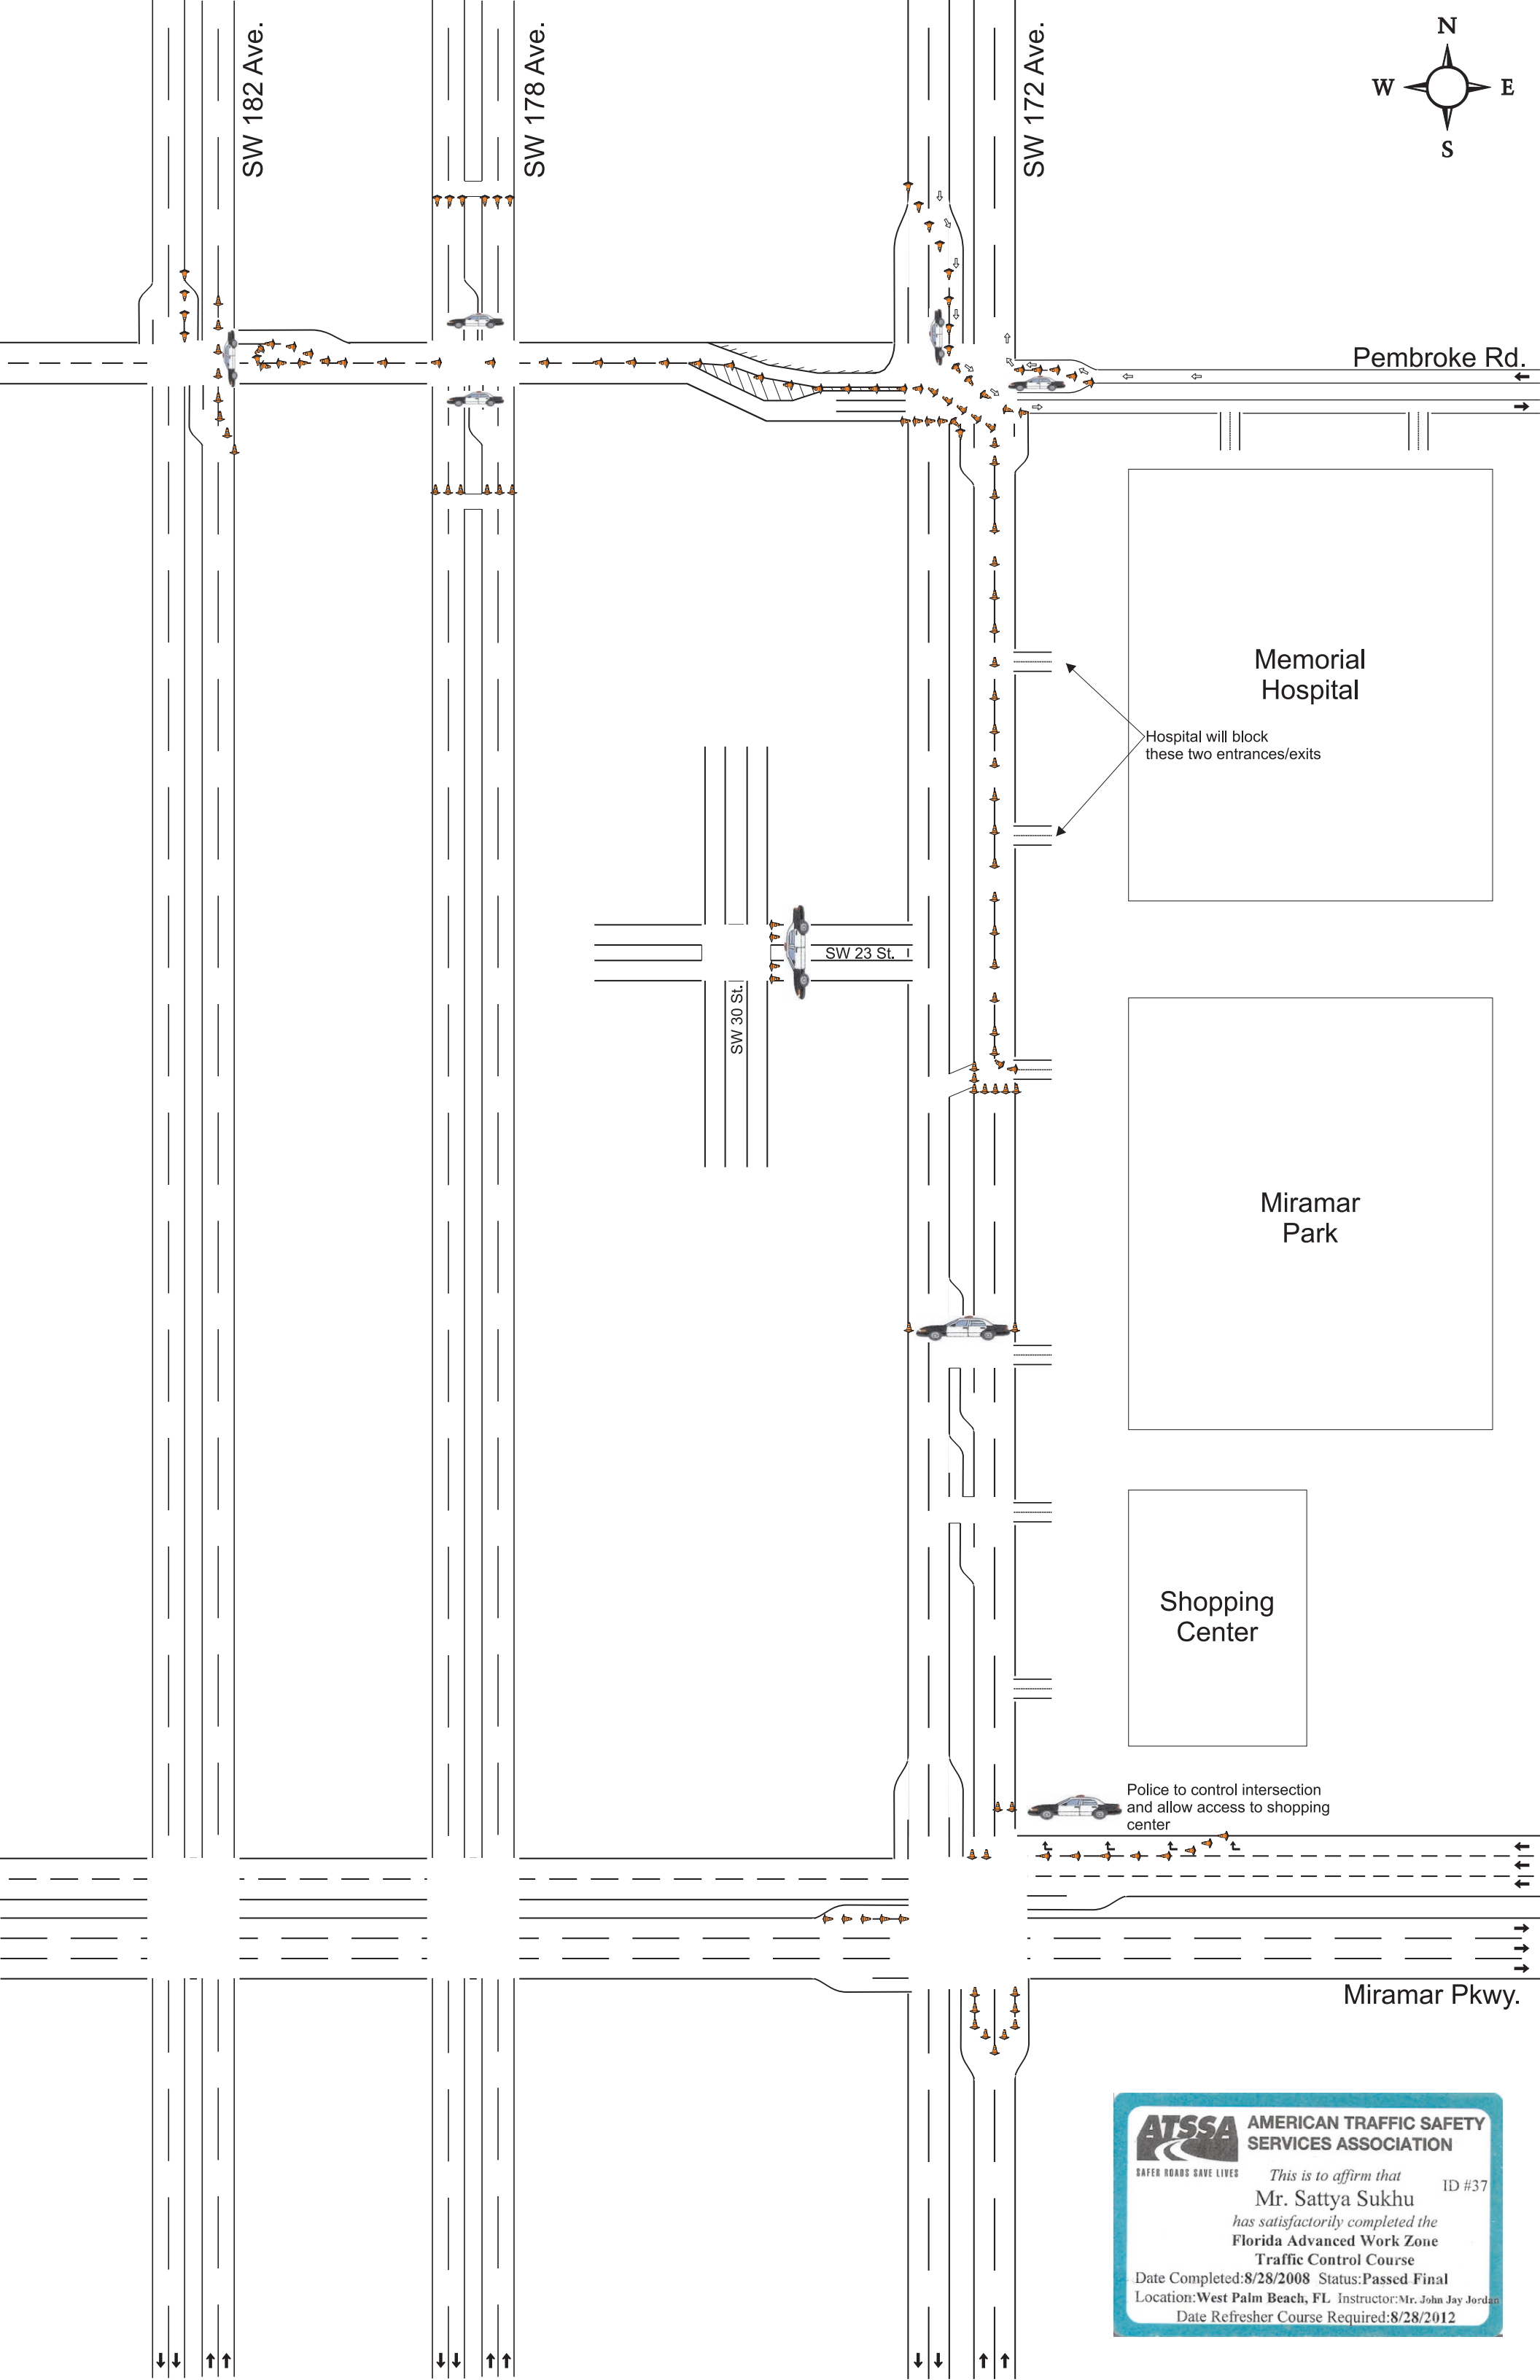 SW 182 Ave.
SW 178 Ave.
SW 172 Ave.
N
W E
S
Pembroke Rd.
Memorial
Hospital
Hospital will block
these two entrances/exits
SW 23 St.
SW 30 St.
Miramar
Park
Shopping
Center
Police to control intersection
and allow access to shopping
center
Miramar Pkwy.
ATSSA
SAFER ROADS SAVE LIVES
AMERICAN TRAFFIC SAFETY
SERVICES ASSOCIATION
This is to affirm that
ID #37
Mr. Sattya Sukhu
has satisfactorily completed the
Florida Advanced Work Zone
Traffic Control Course
Date Completed:8/28/2008 Status:Passed Final
Location:West Palm Beach, FL Instructor:Mr. John Jay Jordan
Date Refresher Course Required:8/28/2012